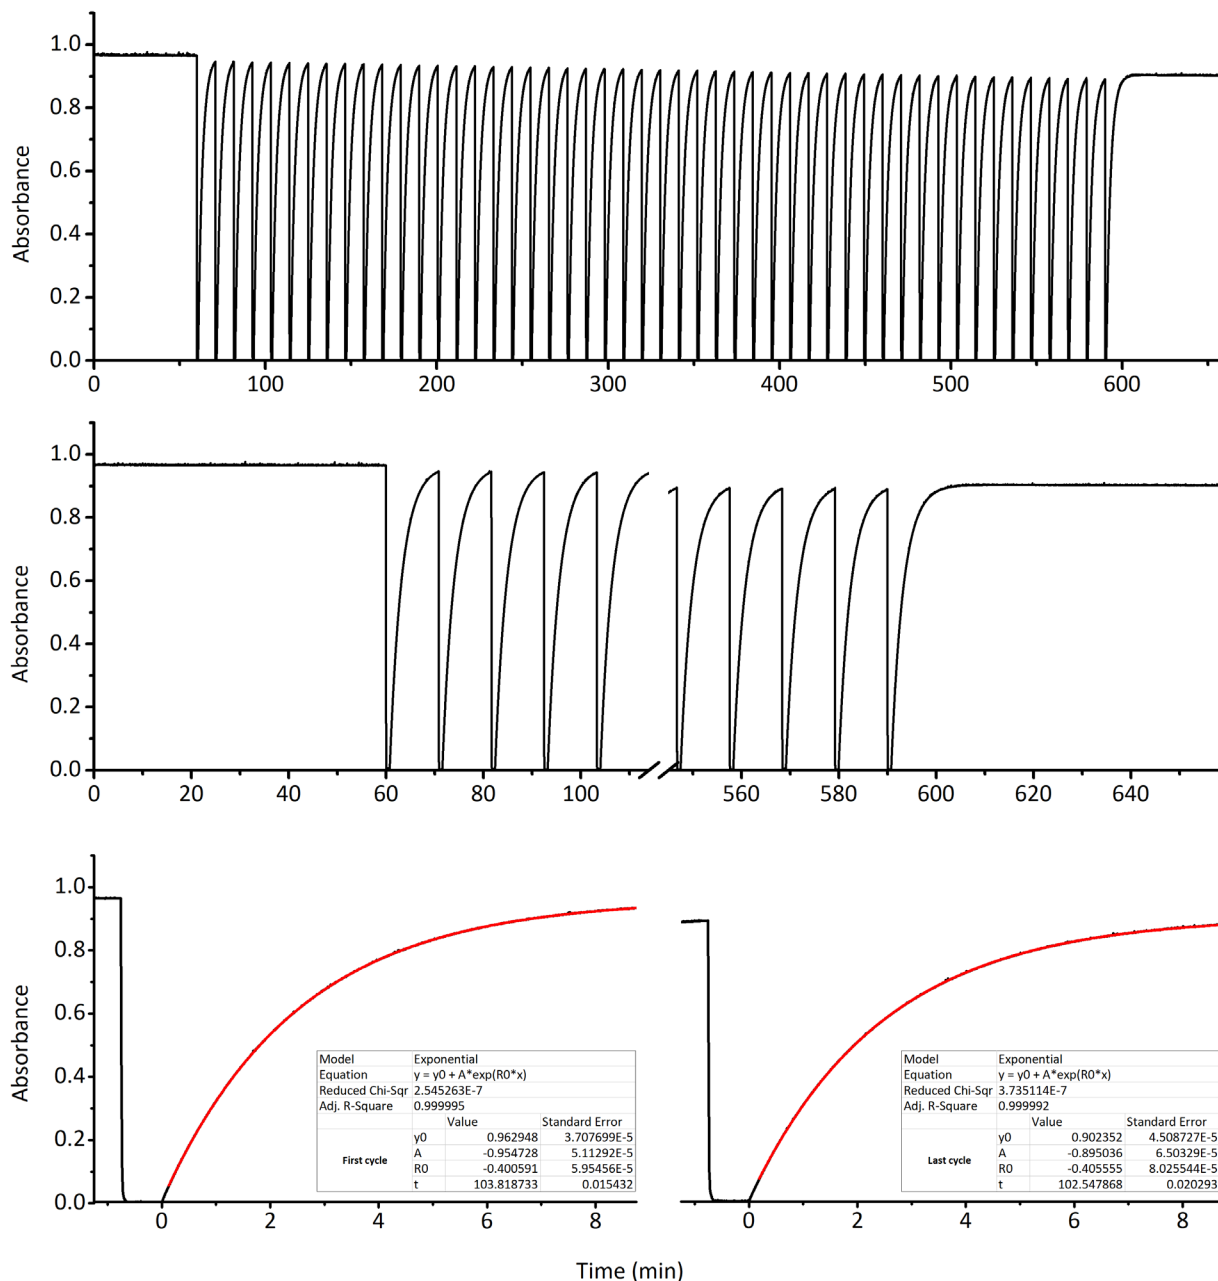 Absorbance
1.0
0.8
0.6
0.4
0.2
0.0
0 100 200 300 400 500 600
Absorbance
1.0
0.8
0.6
0.4
0.2
0.0
0 20 40 60 80 100 560 580 600 620 640
Absorbance
1.0
0.8
0.6
0.4
0.2
0.0
Model Exponential
Equation y = y0 + A*exp(R0*x)
Reduced Chi-Sqr 2.545263E-7
Adj. R-Square 0.999995
Value Standard Error
First cycle
y0 0.962948 3.707699E-5
A -0.954728 5.11292E-5
R0 -0.400591 5.95456E-5
t 103.818733 0.015432
Model Exponential
Equation y = y0 + A*exp(R0*x)
Reduced Chi-Sqr 3.735114E-7
Adj. R-Square 0.999992
Value Standard Error
Last cycle
y0 0.902352 4.508727E-5
A -0.895036 6.50329E-5
R0 -0.405555 8.025544E-5
t 102.547868 0.020293
0 2 4 6 8 0 2 4 6 8
Time (min)